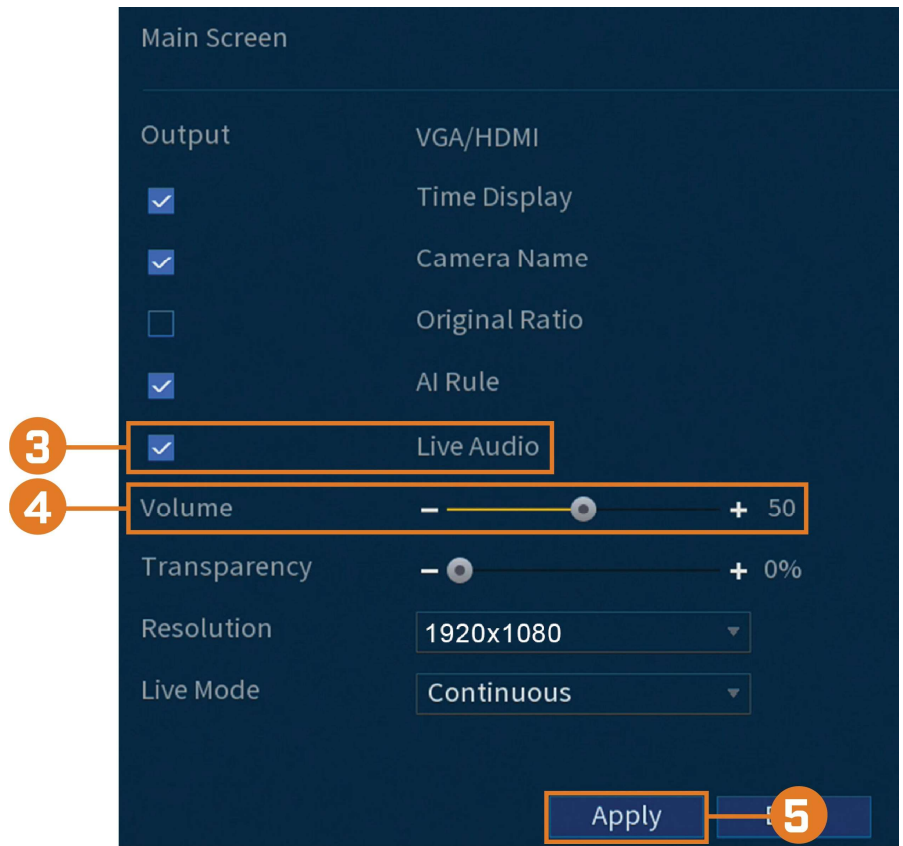 Main Screen
Output VGA/HDMI
Time Display
Camera Name
Original Ratio
AI Rule
3 Live Audio
4 Volume − + 50
Transparency − + 0%
Resolution 1920x1080
Live Mode Continuous
Apply 5